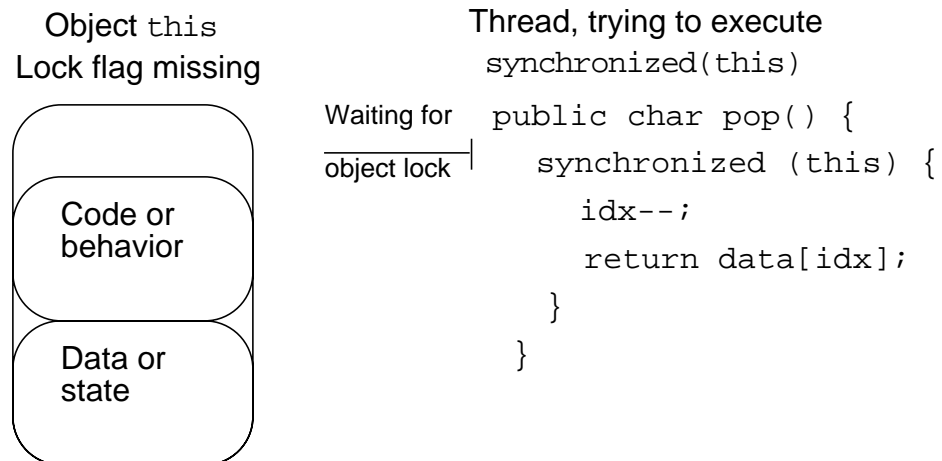 Object this
Lock flag missing
Code or
behavior
Data or
state
Thread, trying to execute
synchronized(this)
Waiting for
object lock
public char pop() {
synchronized (this) {
idx--;
return data[idx];
}
}